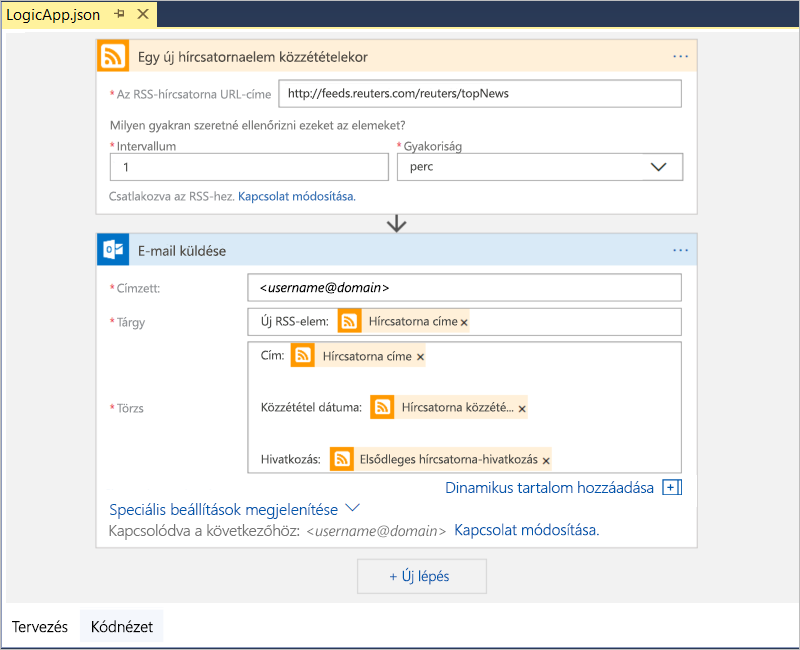 LogicApp.json
Egy új hírcsatornaelem közzétételekor
* Az RSS-hírcsatorna URL-címe http://feeds.reuters.com/reuters/topNews
Milyen gyakran szeretné ellenőrizni ezeket az elemeket?
* Intervallum * Gyakoriság
1 perc
Csatlakozva az RSS-hez. Kapcsolat módosítása.
E-mail küldése
* Címzett: <username@domain>
* Tárgy Új RSS-elem: Hírcsatorna címe ×
Cím: Hírcsatorna címe ×
* Törzs Közzététel dátuma: Hírcsatorna közzété... ×
Hivatkozás: Elsődleges hírcsatorna-hivatkozás ×
Dinamikus tartalom hozzáadása
Speciális beállítások megjelenítése
Kapcsolódva a következőhöz: <username@domain> Kapcsolat módosítása.
+ Új lépés
Tervezés Kódnézet